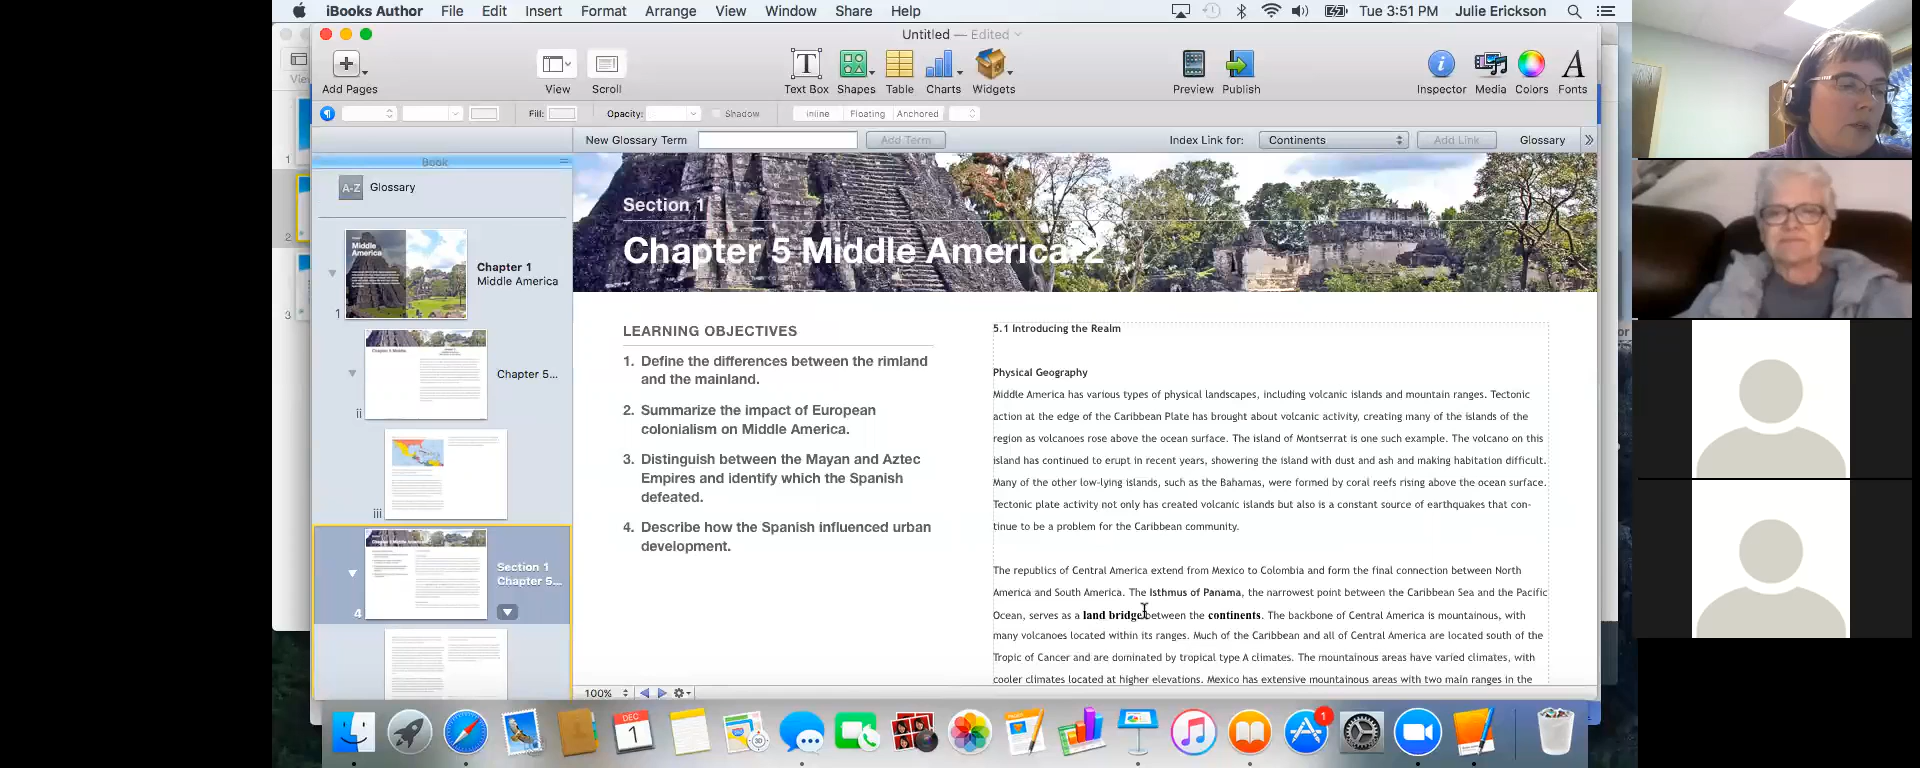 iBooks Author File Edit Insert Format Arrange View Window Share Help Tue 3:51 PM Julie Erickson
Untitled — Edited
Add Pages View Scroll Text Box Shapes Table Charts Widgets Preview Publish Inspector Media Colors Fonts
Fill: Opacity: Shadow Inline Floating Anchored
Book
New Glossary Term Add Term Index Link for: Continents Add Link Glossary
A-Z Glossary
Middle
America
Chapter 1
Middle America
1
Chapter 5...
ii
iii
Section 1
Chapter 5...
4
Section 1
Chapter 5 Middle America-2
LEARNING OBJECTIVES
1. Define the differences between the rimland
and the mainland.
2. Summarize the impact of European
colonialism on Middle America.
3. Distinguish between the Mayan and Aztec
Empires and identify which the Spanish
defeated.
4. Describe how the Spanish influenced urban
development.
5.1 Introducing the Realm
Physical Geography
Middle America has various types of physical landscapes, including volcanic islands and mountain ranges. Tectonic
action at the edge of the Caribbean Plate has brought about volcanic activity, creating many of the islands of the
region as volcanoes rose above the ocean surface. The island of Montserrat is one such example. The volcano on this
island has continued to erupt in recent years, showering the island with dust and ash and making habitation difficult.
Many of the other low-lying islands, such as the Bahamas, were formed by coral reefs rising above the ocean surface.
Tectonic plate activity not only has created volcanic islands but also is a constant source of earthquakes that con-
tinue to be a problem for the Caribbean community.
The republics of Central America extend from Mexico to Colombia and form the final connection between North
America and South America. The Isthmus of Panama, the narrowest point between the Caribbean Sea and the Pacific
Ocean, serves as a land bridge between the continents. The backbone of Central America is mountainous, with
many volcanoes located within its ranges. Much of the Caribbean and all of Central America are located south of the
Tropic of Cancer and are dominated by tropical type A climates. The mountainous areas have varied climates, with
cooler climates located at higher elevations. Mexico has extensive mountainous areas with two main ranges in the
100%
1
2
3
DEC
1
1